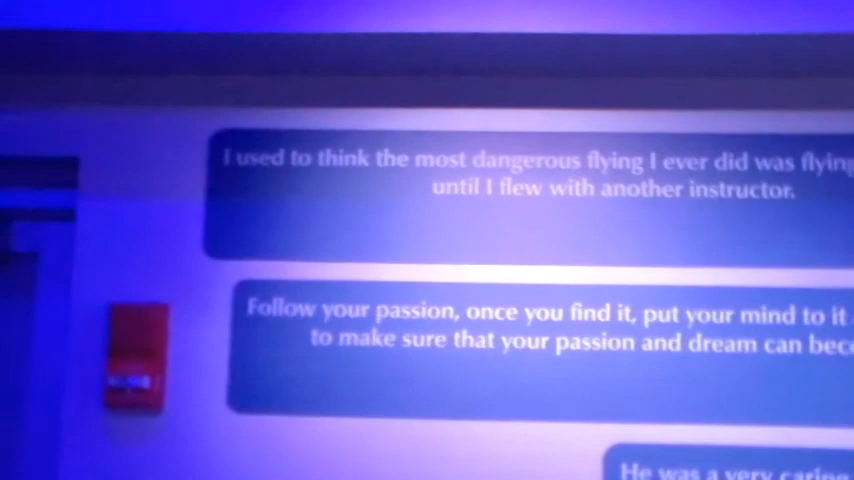 I used to think the most dangerous flying I ever did was flying
until I flew with another instructor.
Follow your passion, once you find it, put your mind to it
to make sure that your passion and dream can
He was a very caring